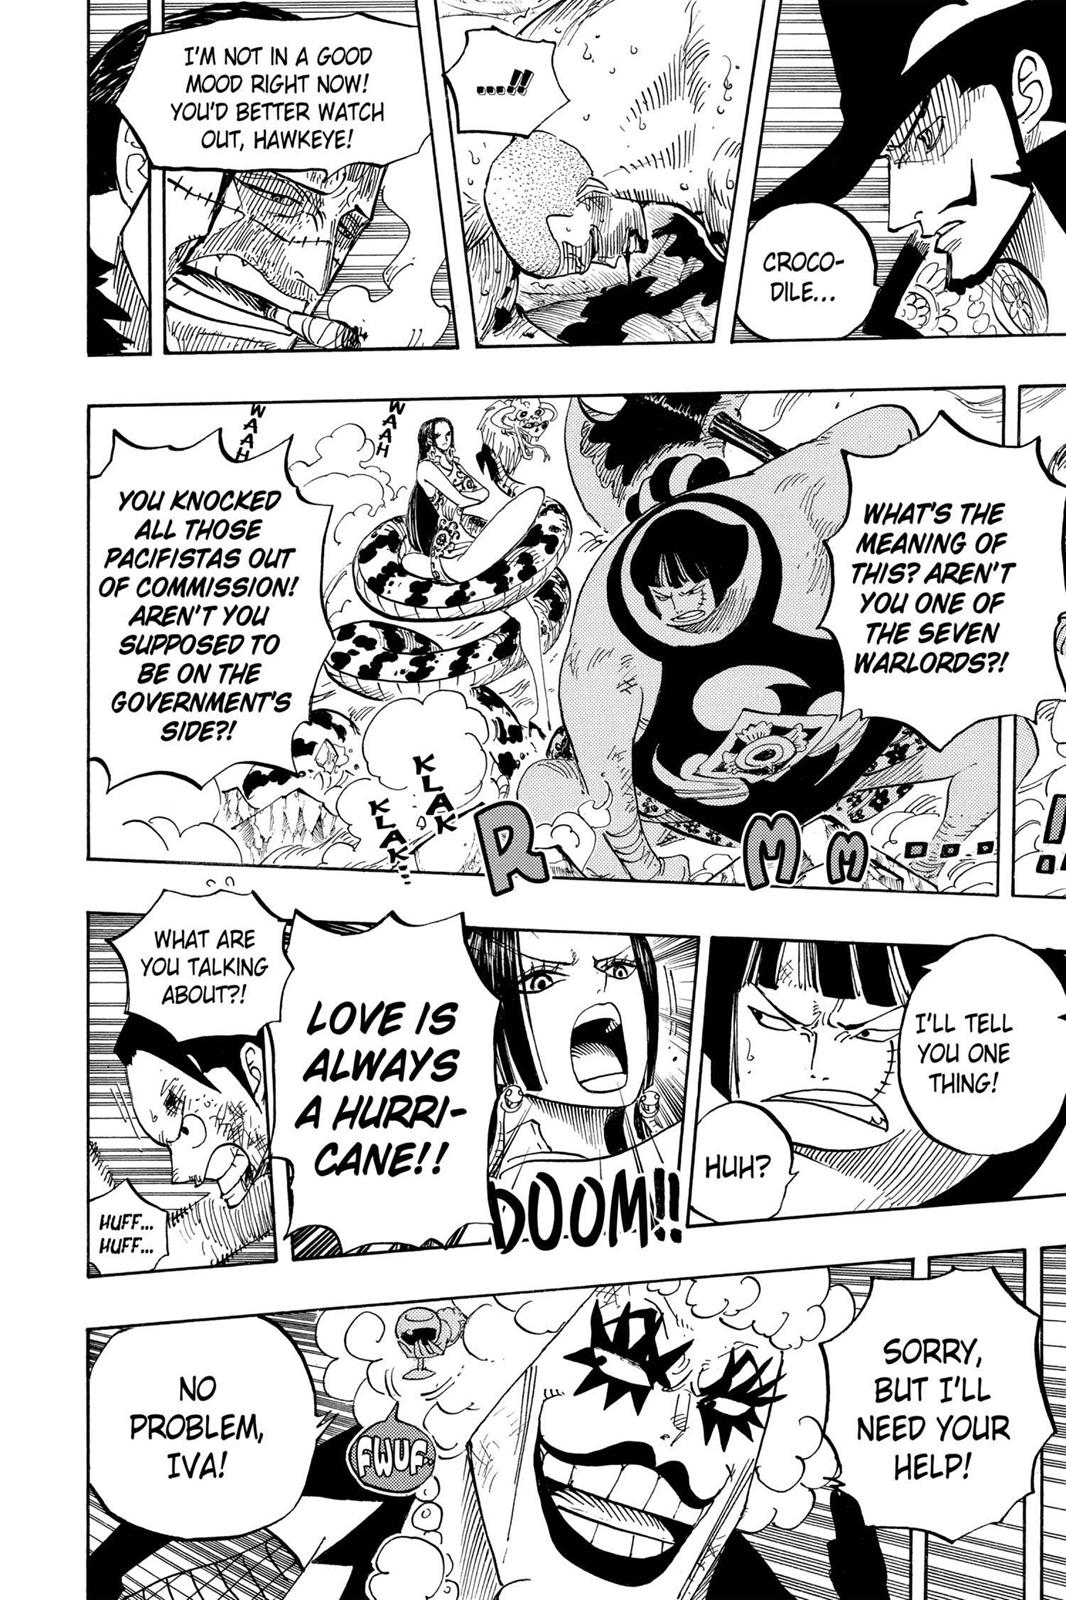 CROCO-
DILE...
....!!
I'M NOT IN A GOOD
MOOD RIGHT NOW!
YOU'D BETTER WATCH
OUT, HAWKEYE!
WHAT'S THE
MEANING OF
THIS? AREN'T
YOU ONE OF
THE SEVEN
WARLORDS?!
WAAH
WAAH
YOU KNOCKED
ALL THOSE
PACIFISTAS OUT
OF COMMISSION!
AREN'T YOU
SUPPOSED TO
BE ON THE
GOVERNMENT'S
SIDE?!
KLAK
KLAK
R MM...!!
I'LL TELL
YOU ONE
THING!
HUH?
LOVE IS
ALWAYS
A HURRI-
CANE!!
DOOM!!
WHAT ARE
YOU TALKING
ABOUT?!
HUFF...
HUFF...
SORRY,
BUT I'LL
NEED YOUR
HELP!
FWUF
NO
PROBLEM,
IVA!